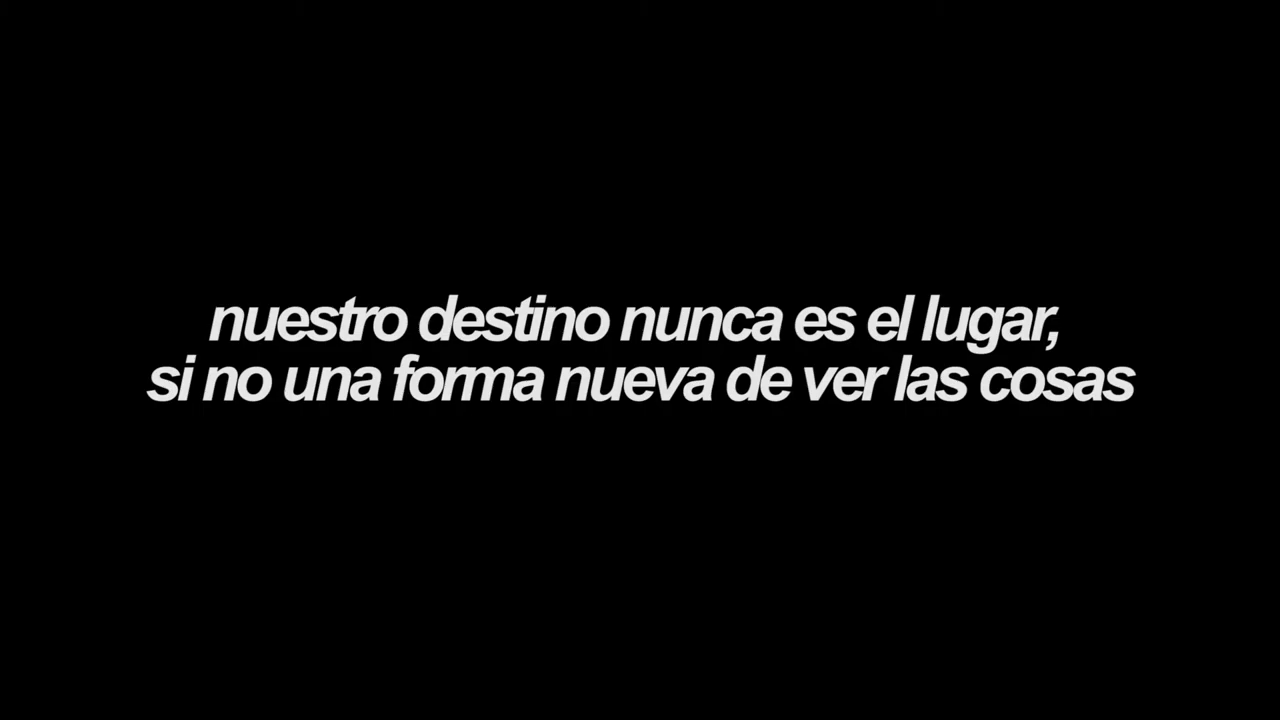 nuestro destino nunca es el lugar,
si no una forma nueva de ver las cosas